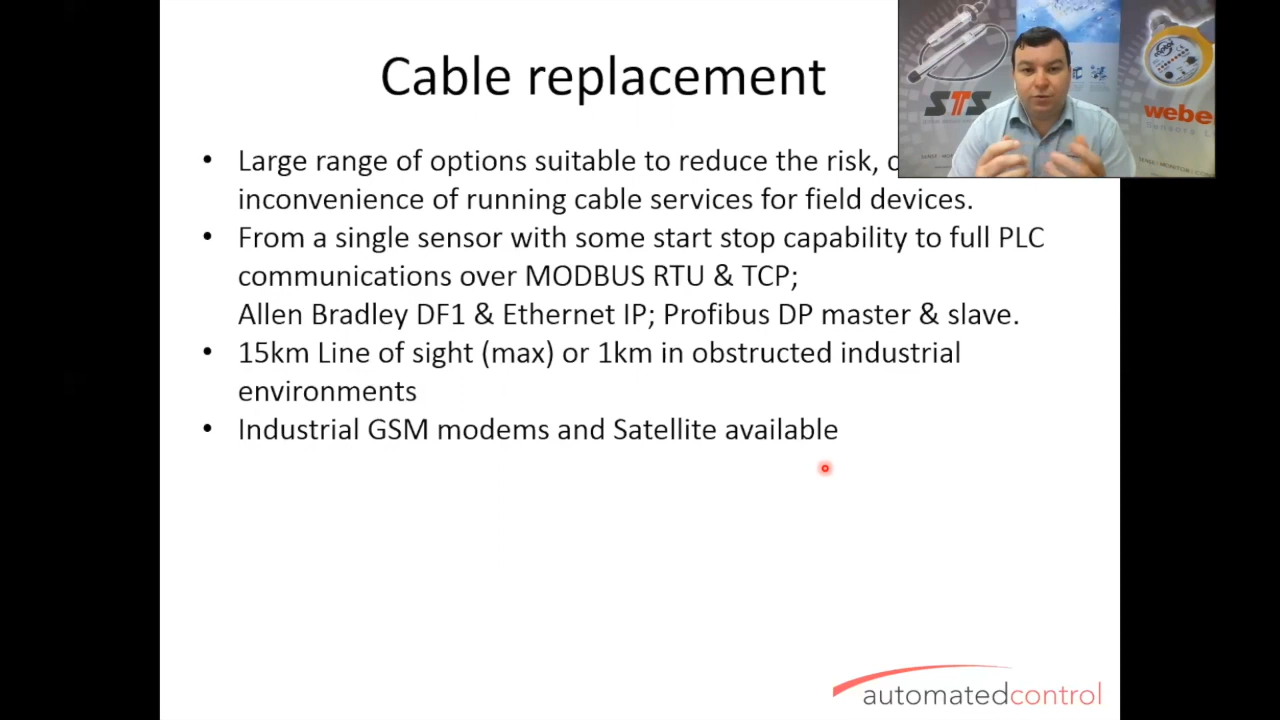 Cable replacement
• Large range of options suitable to reduce the risk,
inconvenience of running cable services for field devices.
• From a single sensor with some start stop capability to full PLC
communications over MODBUS RTU & TCP;
Allen Bradley DF1 & Ethernet IP; Profibus DP master & slave.
• 15km Line of sight (max) or 1km in obstructed industrial
environments
• Industrial GSM modems and Satellite available
STS
webe
automatedcontrol